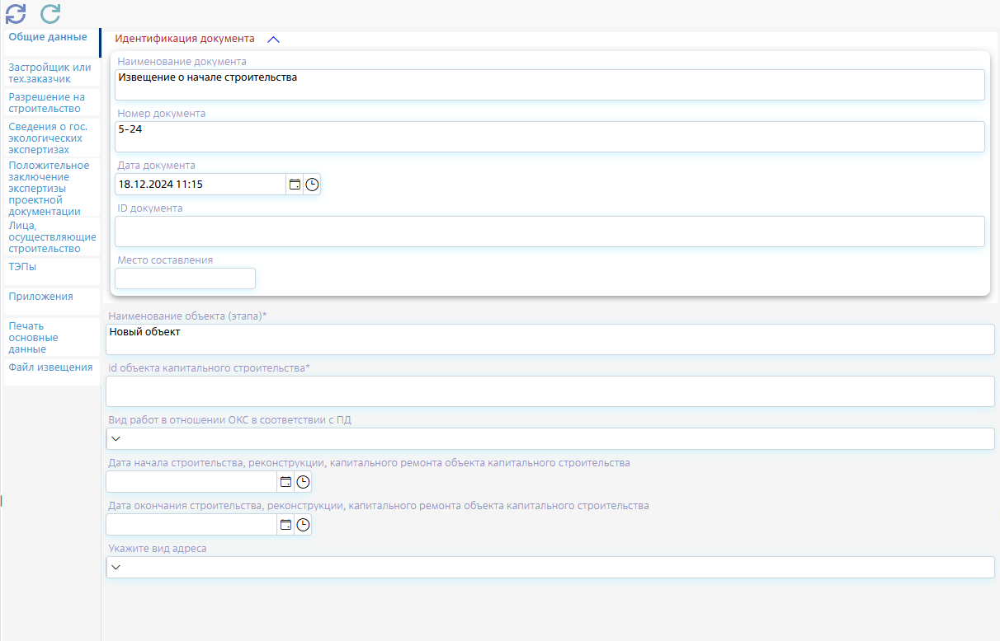 Общие данные
Застройщик или
тех.заказчик
Разрешение на
строительство
Сведения о гос.
экологических
экспертизах
Положительное
заключение
экспертизы
проектной
документации
Лица,
осуществляющие
строительство
ТЭПы
Приложения
Печать
основные
данные
Файл извещения
Идентификация документа
Наименование документа
Извещение о начале строительства
Номер документа
5-24
Дата документа
18.12.2024 11:15
ID документа
Место составления
Наименование объекта (этапа)*
Новый объект
id объекта капитального строительства*
Вид работ в отношении ОКС в соответствии с ПД
Дата начала строительства, реконструкции, капитального ремонта объекта капитального строительства
Дата окончания строительства, реконструкции, капитального ремонта объекта капитального строительства
Укажите вид адреса